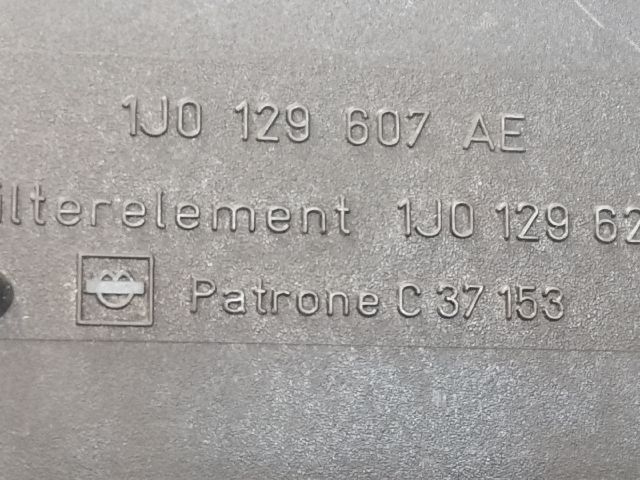 1J0 129 607 AE
ilterelement 1J0 129 62
Patrone C 37 153